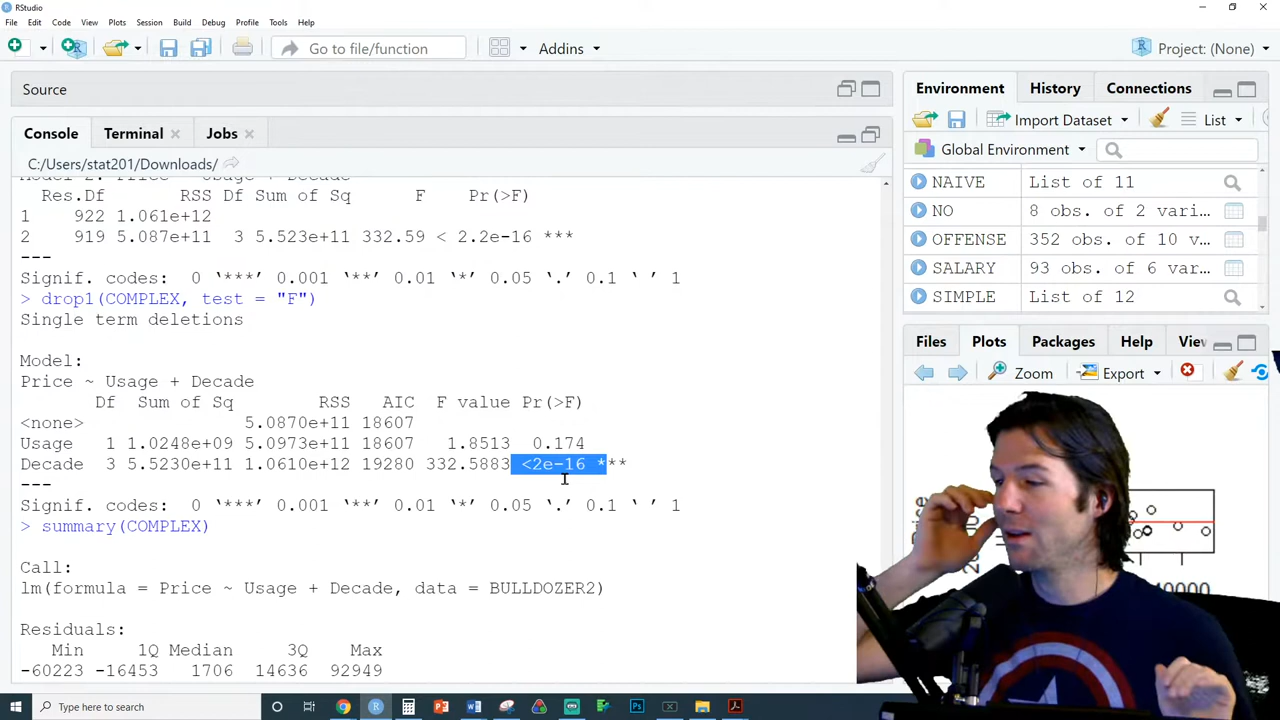 RStudio
File Edit Code View Plots Session Build Debug Profile Tools Help
Go to file/function
Addins
Project: (None)
Source
Console Terminal Jobs
C:/Users/stat201/Downloads/
Res.Df RSS Df Sum of Sq F Pr(>F)
1 922 1.061e+12
2 919 5.087e+11 3 5.523e+11 332.59 < 2.2e-16 ***
---
Signif. codes: 0 ‘***’ 0.001 ‘**’ 0.01 ‘*’ 0.05 ‘.’ 0.1 ‘ ’ 1
> drop1(COMPLEX, test = "F")
Single term deletions
Model:
Price ~ Usage + Decade
Df Sum of Sq RSS AIC F value Pr(>F)
<none> 5.0870e+11 18607
Usage 1 1.0248e+09 5.0973e+11 18607 1.8513 0.174
Decade 3 5.5230e+11 1.0610e+12 19280 332.5883 <2e-16 ***
---
Signif. codes: 0 ‘***’ 0.001 ‘**’ 0.01 ‘*’ 0.05 ‘.’ 0.1 ‘ ’ 1
> summary(COMPLEX)
Call:
lm(formula = Price ~ Usage + Decade, data = BULLDOZER2)
Residuals:
Min 1Q Median 3Q Max
-60223 -16453 1706 14636 92949
Environment History Connections
Import Dataset List
Global Environment
NAIVE List of 11
NO 8 obs. of 2 vari...
OFFENSE 352 obs. of 10 v...
SALARY 93 obs. of 6 var...
SIMPLE List of 12
Files Plots Packages Help Vie
Zoom Export
Price
40000
Type here to search